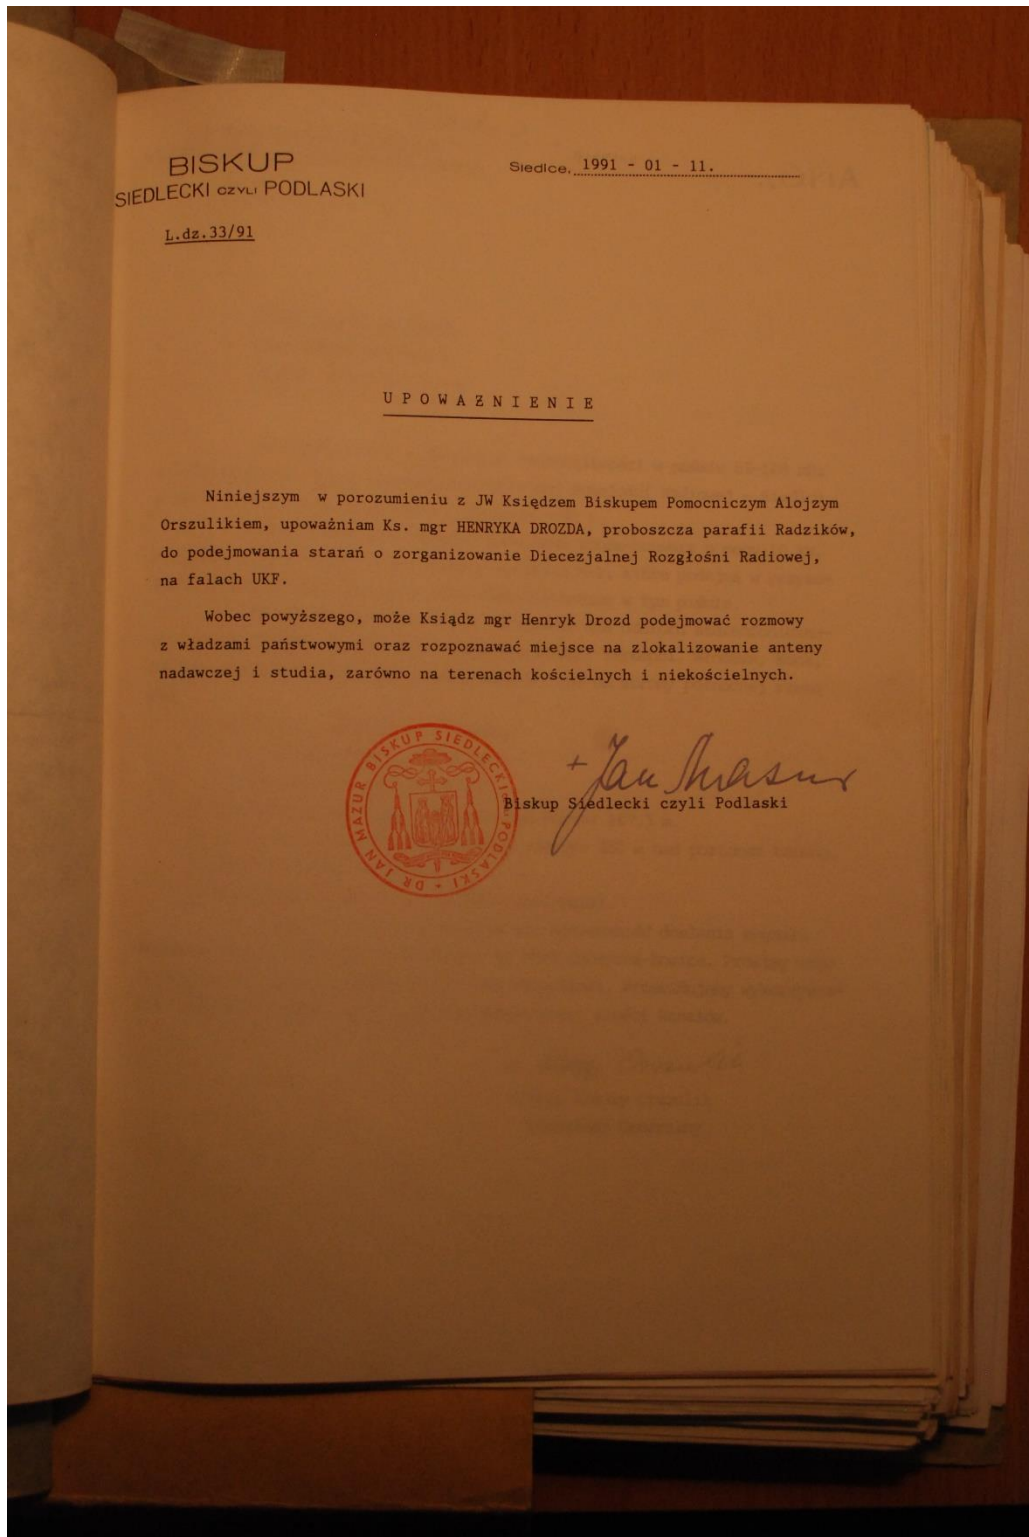 BISKUP
SIEDLECKI CZYLI PODLASKI
Siedlce, 1991 - 01 - 11.
L.dz.33/91
UPOWAŻNIENIE
Niniejszym w porozumieniu z JW Księdzem Biskupem Pomocniczym Alojzym
Orszulikiem, upoważniam Ks. mgr HENRYKA DROZDA, proboszcza parafii Radzików,
do podejmowania starań o zorganizowanie Diecezjalnej Rozgłośni Radiowej,
na falach UKF.
Wobec powyższego, może Ksiądz mgr Henryk Drozd podejmować rozmowy
z władzami państwowymi oraz rozpoznawać miejsce na zlokalizowanie anteny
nadawczej i studia, zarówno na terenach kościelnych i niekościelnych.
+ Jan Mazur
Biskup Siedlecki czyli Podlaski
DR JAN MAZUR BISKUP SIEDLECKI PODLASKI